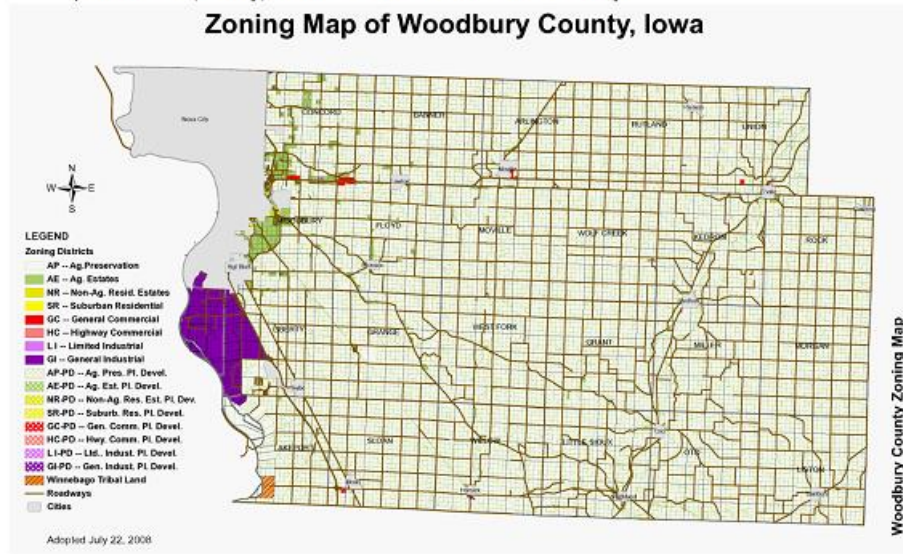 Zoning Map of Woodbury County, Iowa
Sioux City
CONCORD
BANNER
ARLINGTON
RUTLAND
UNION
N
W E
S
WOODBURY
FLOYD
MOVILLE
WOLF CREEK
KEDRON
ROCK
LIBERTY
GRANGE
WEST FORK
GRANT
MILLER
MORGAN
LAKEPORT
SLOAN
WILLOW
LITTLE SIOUX
OTO
LISTON
LEGEND
Zoning Districts
AP -- Ag.Preservation
AE -- Ag. Estates
NR -- Non-Ag. Resid. Estates
SR -- Suburban Residential
GC -- General Commercial
HC -- Highway Commercial
L I -- Limited Industrial
GI -- General Industrial
AP-PD -- Ag. Pres. Pl. Devel.
AE-PD -- Ag. Est. Pl. Devel.
NR-PD -- Non-Ag. Res. Est. Pl. Dev.
SR-PD -- Suburb. Res. Pl. Devel.
GC-PD -- Gen. Comm. Pl. Devel.
HC-PD -- Hwy. Comm. Pl. Devel.
L I-PD -- Ltd.. Indust. Pl. Devel.
GI-PD -- Gen. Indust. Pl. Devel.
Winnebago Tribal Land
Roadways
Cities
Adopted July 22, 2008
Woodbury County Zoning Map